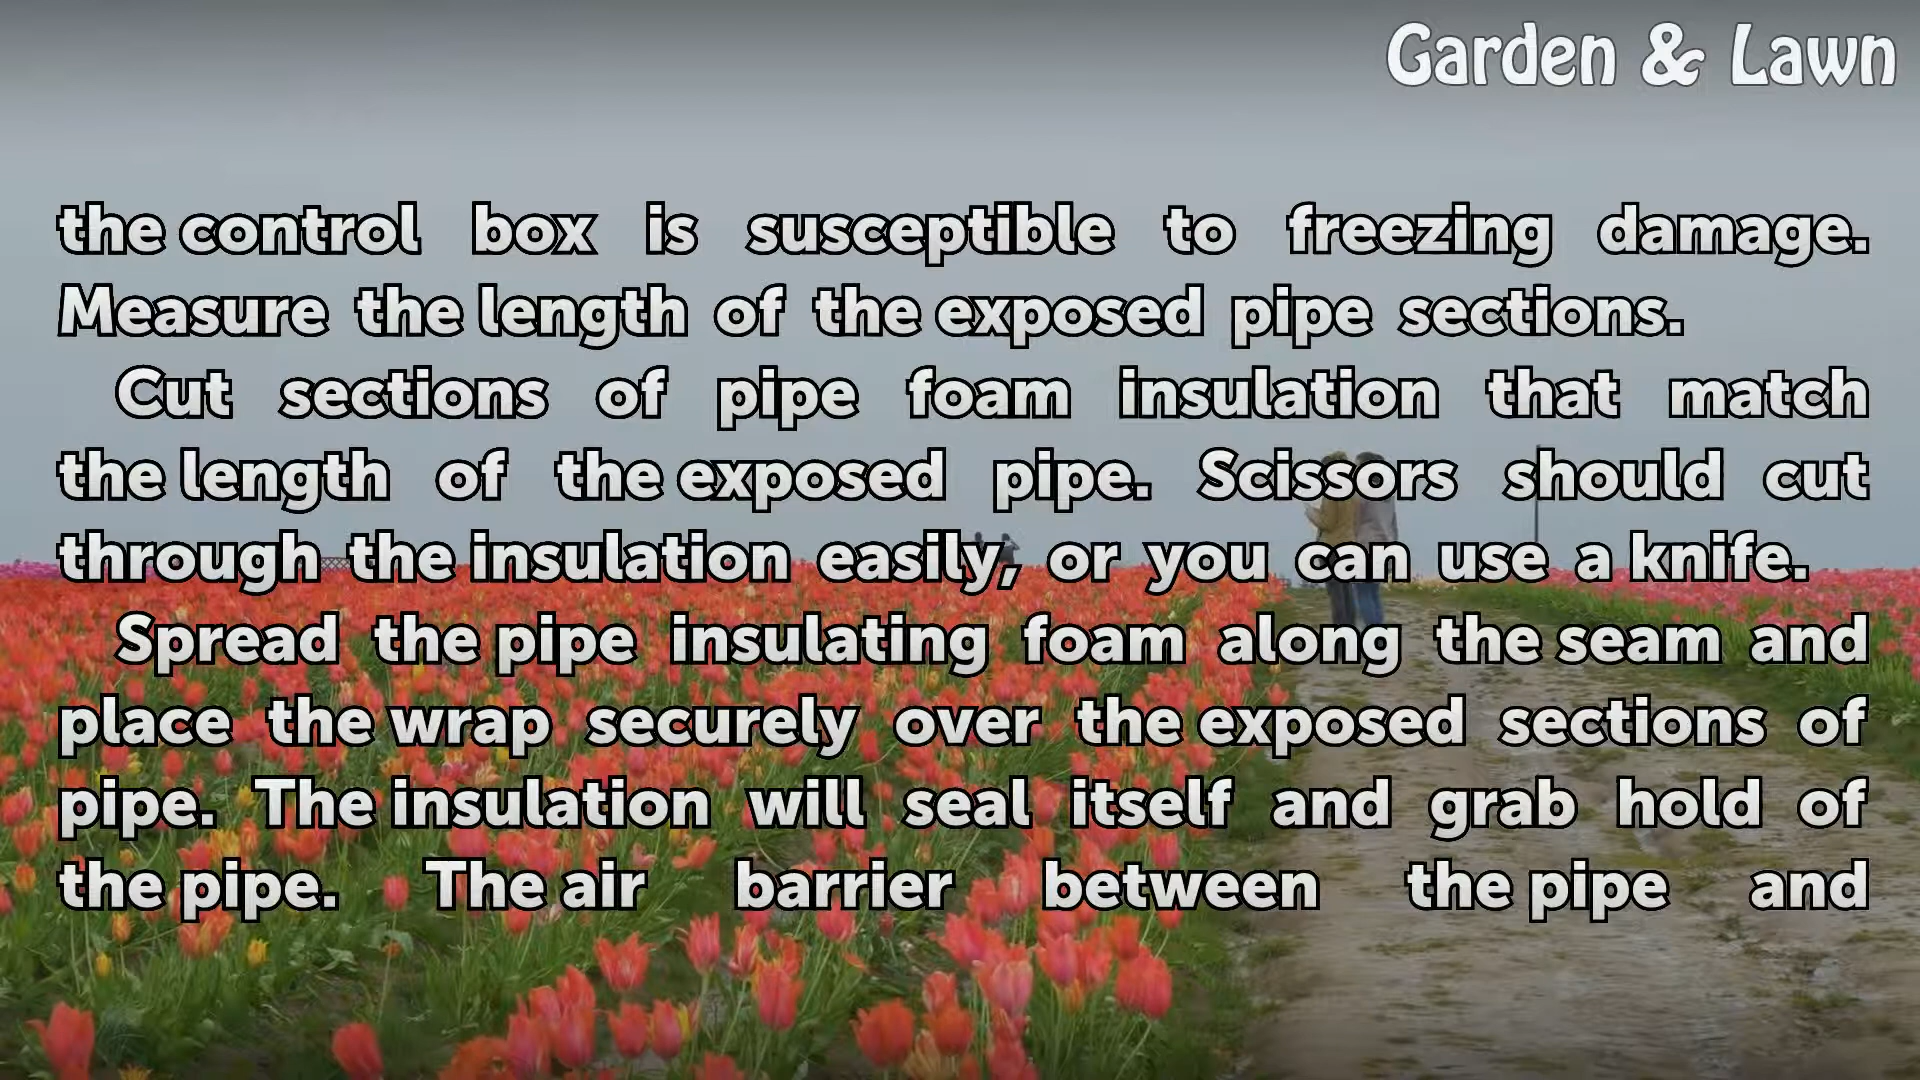 Garden & Lawn
the control box is susceptible to freezing damage.
Measure the length of the exposed pipe sections.
Cut sections of pipe foam insulation that match
the length of the exposed pipe. Scissors should cut
through the insulation easily, or you can use a knife.
Spread the pipe insulating foam along the seam and
place the wrap securely over the exposed sections of
pipe. The insulation will seal itself and grab hold of
the pipe. The air barrier between the pipe and